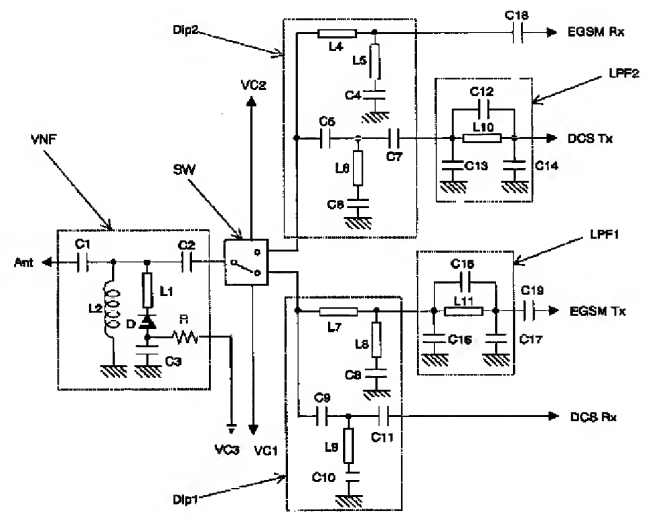 Dip2
C18
EGSM Rx
L4
L5
LPF2
VC2
C4
C12
VNF
C5
L10
DCS Tx
C7
SW
L6
C13
C14
C6
C1
C2
LPF1
Ant
C15
L1
L2
L7
L11
C19
EGSM Tx
D
R
L8
C16
C17
C3
C8
C9
C11
DCS Rx
VC3
VC1
L9
C10
Dip1